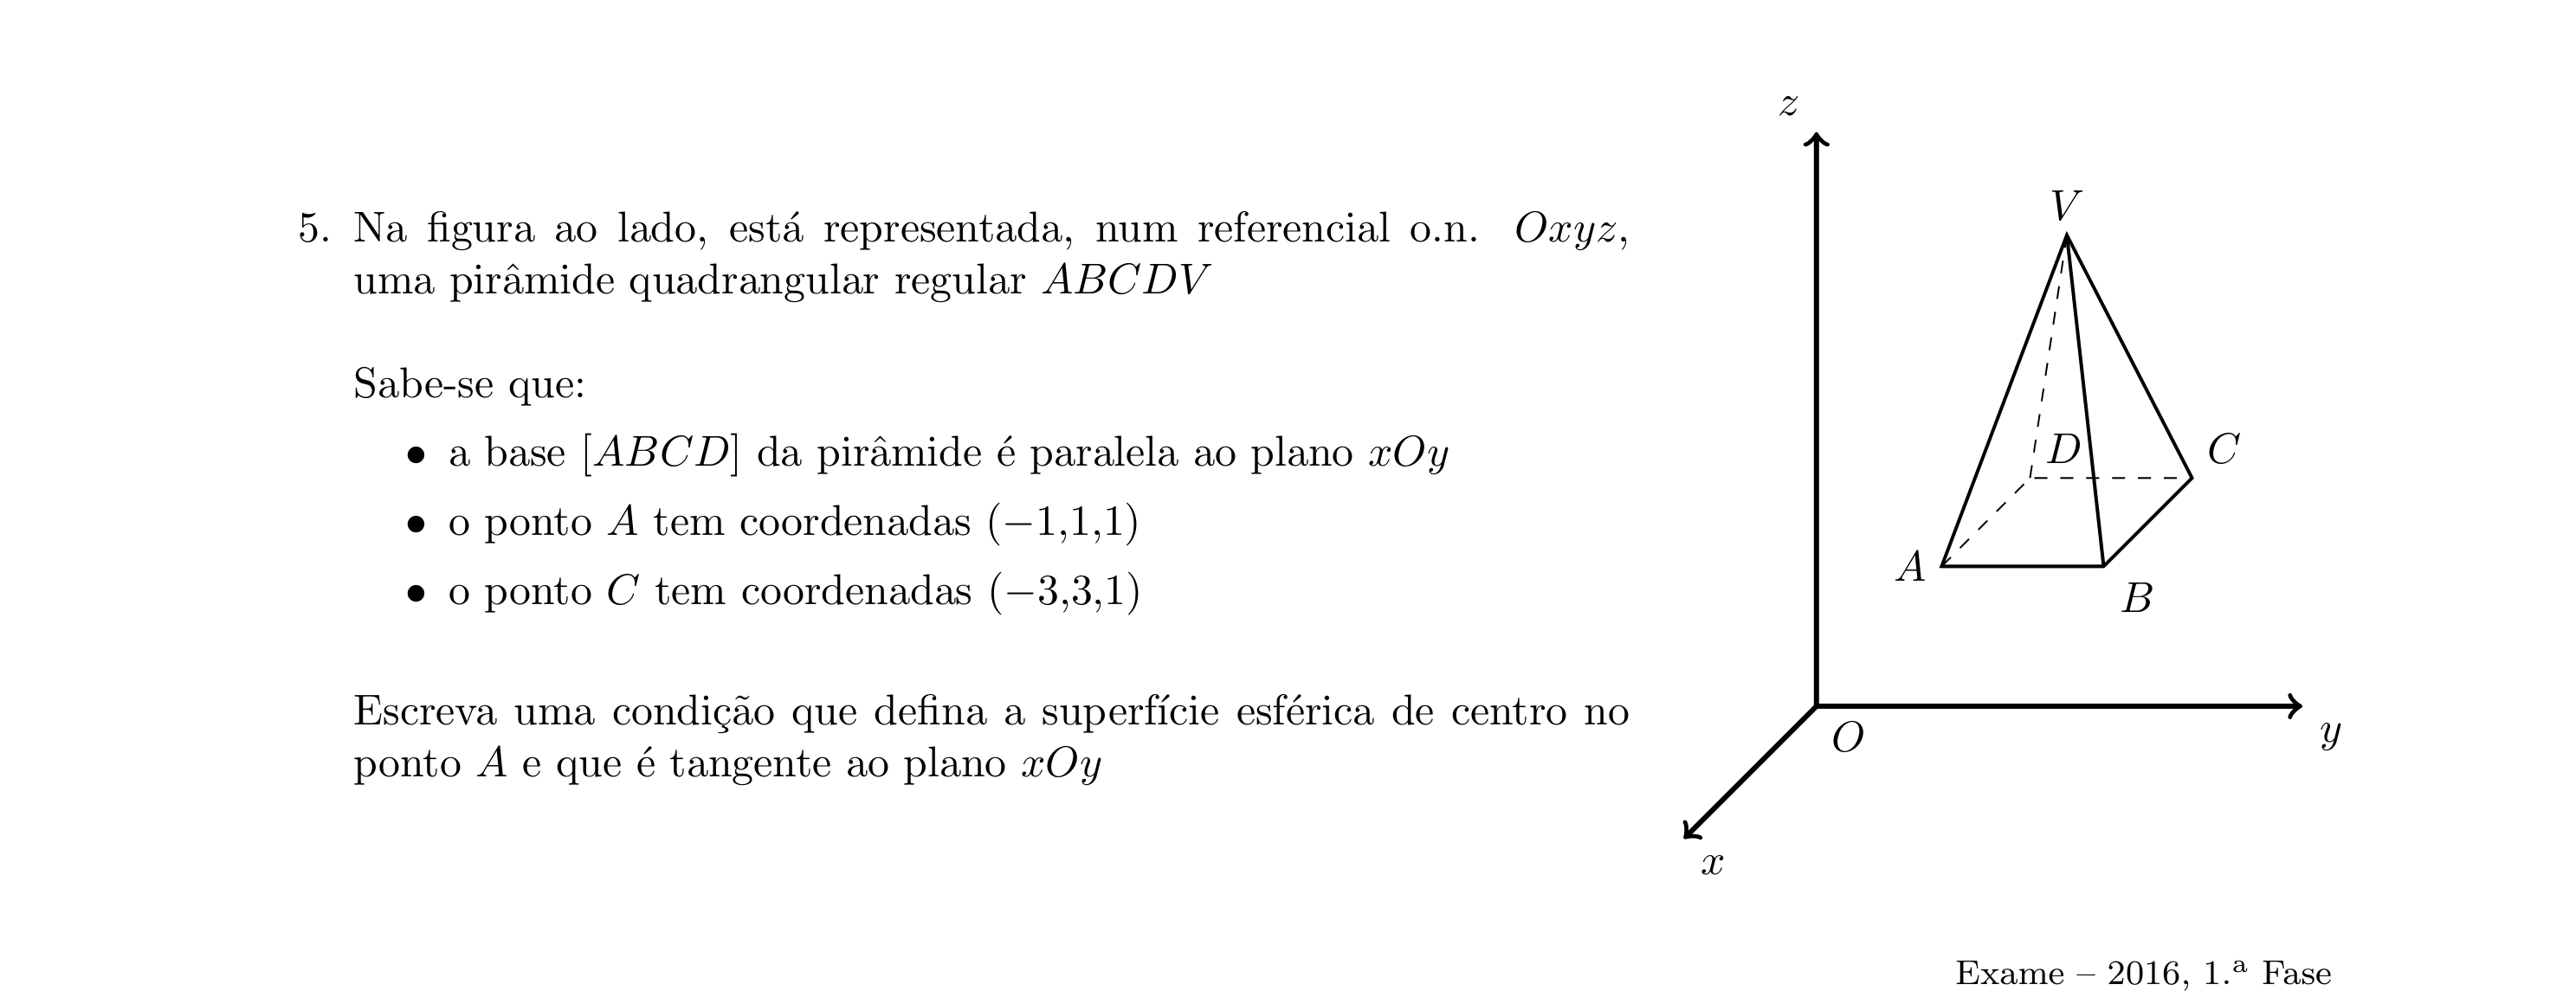 5. Na figura ao lado, está representada, num referencial o.n. Oxyz,
uma pirâmide quadrangular regular ABCDV
Sabe-se que:
• a base [ABCD] da pirâmide é paralela ao plano xOy
• o ponto A tem coordenadas (−1,1,1)
• o ponto C tem coordenadas (−3,3,1)
Escreva uma condição que defina a superfície esférica de centro no
ponto A e que é tangente ao plano xOy
z
V
D
C
A
B
O
y
x
Exame – 2016, 1.ª Fase